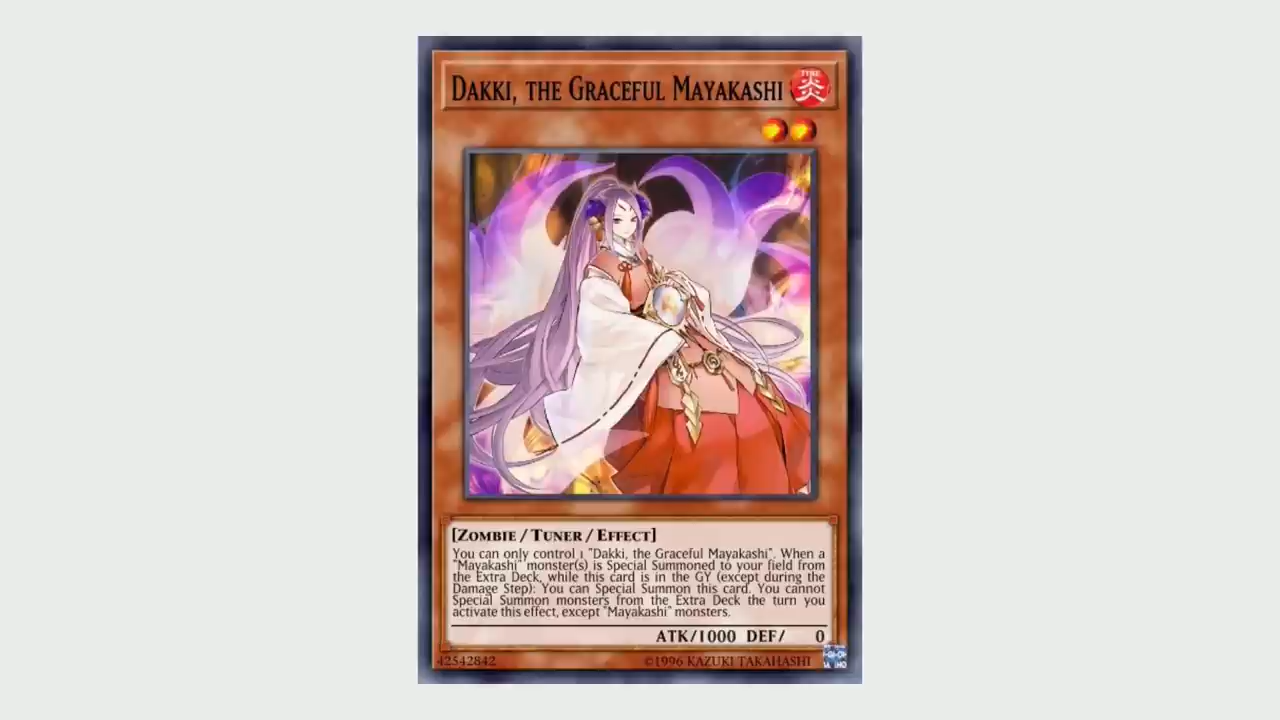 DAKKI, THE GRACEFUL MAYAKASHI
FIRE
炎
[ZOMBIE / TUNER / EFFECT]
You can only control 1 "Dakki, the Graceful Mayakashi". When a
"Mayakashi" monster(s) is Special Summoned to your field from
the Extra Deck, while this card is in the GY (except during the
Damage Step): You can Special Summon this card. You cannot
Special Summon monsters from the Extra Deck the turn you
activate this effect, except "Mayakashi" monsters.
ATK/1000 DEF/ 0
42542842 ©1996 KAZUKI TAKAHASHI